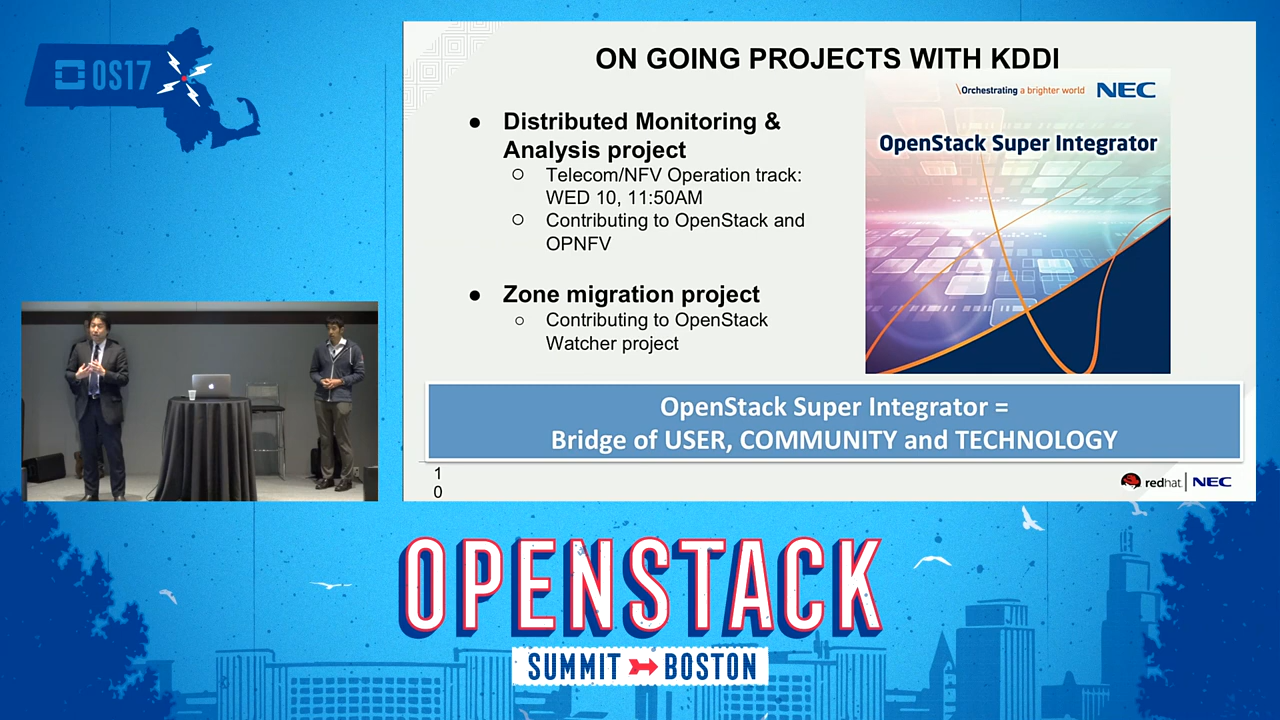 OS17
ON GOING PROJECTS WITH KDDI
● Distributed Monitoring &
Analysis project
○ Telecom/NFV Operation track:
WED 10, 11:50AM
○ Contributing to OpenStack and
OPNFV
● Zone migration project
○ Contributing to OpenStack
Watcher project
\Orchestrating a brighter world NEC
OpenStack Super Integrator
OpenStack Super Integrator =
Bridge of USER, COMMUNITY and TECHNOLOGY
1
0
redhat | NEC
OPENSTACK
SUMMIT BOSTON